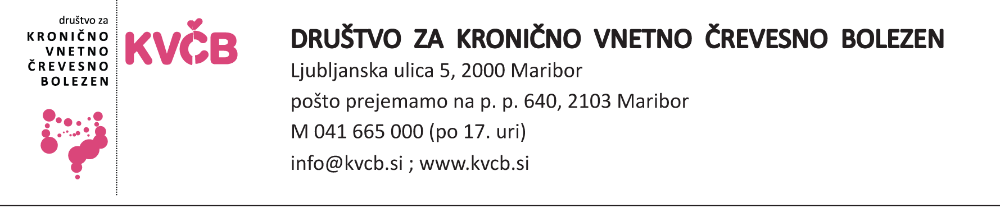 društvo za
KRONIČNO
VNETNO
ČREVESNO
BOLEZEN
KVČB
DRUŠTVO ZA KRONIČNO VNETNO ČREVESNO BOLEZEN
Ljubljanska ulica 5, 2000 Maribor
pošto prejemamo na p. p. 640, 2103 Maribor
M 041 665 000 (po 17. uri)
info@kvcb.si ; www.kvcb.si